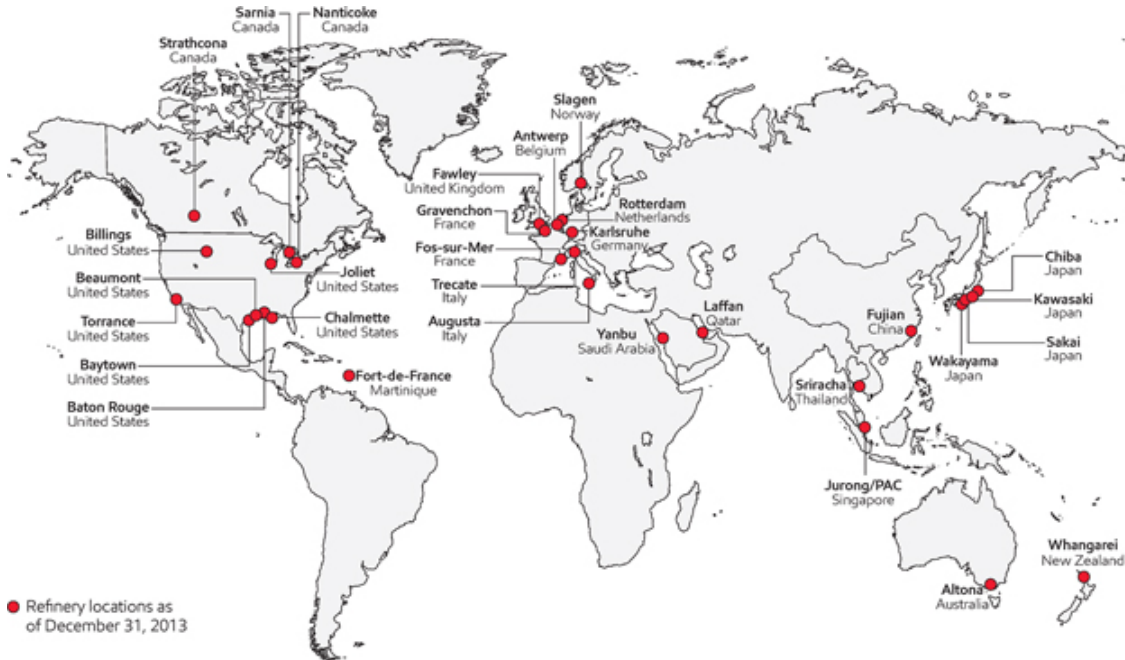 Sarnia
Canada
Nanticoke
Canada
Strathcona
Canada
Billings
United States
Beaumont
United States
Torrance
United States
Baytown
United States
Baton Rouge
United States
Joliet
United States
Chalmette
United States
Fort-de-France
Martinique
Slagen
Norway
Antwerp
Belgium
Fawley
United Kingdom
Gravenchon
France
Fos-sur-Mer
France
Trecate
Italy
Augusta
Italy
Rotterdam
Netherlands
Karlsruhe
Germany
Laffan
Qatar
Yanbu
Saudi Arabia
Fujian
China
Sriracha
Thailand
Jurong/PAC
Singapore
Chiba
Japan
Kawasaki
Japan
Sakai
Japan
Wakayama
Japan
Altona
Australia
Whangarei
New Zealand
Refinery locations as
of December 31, 2013